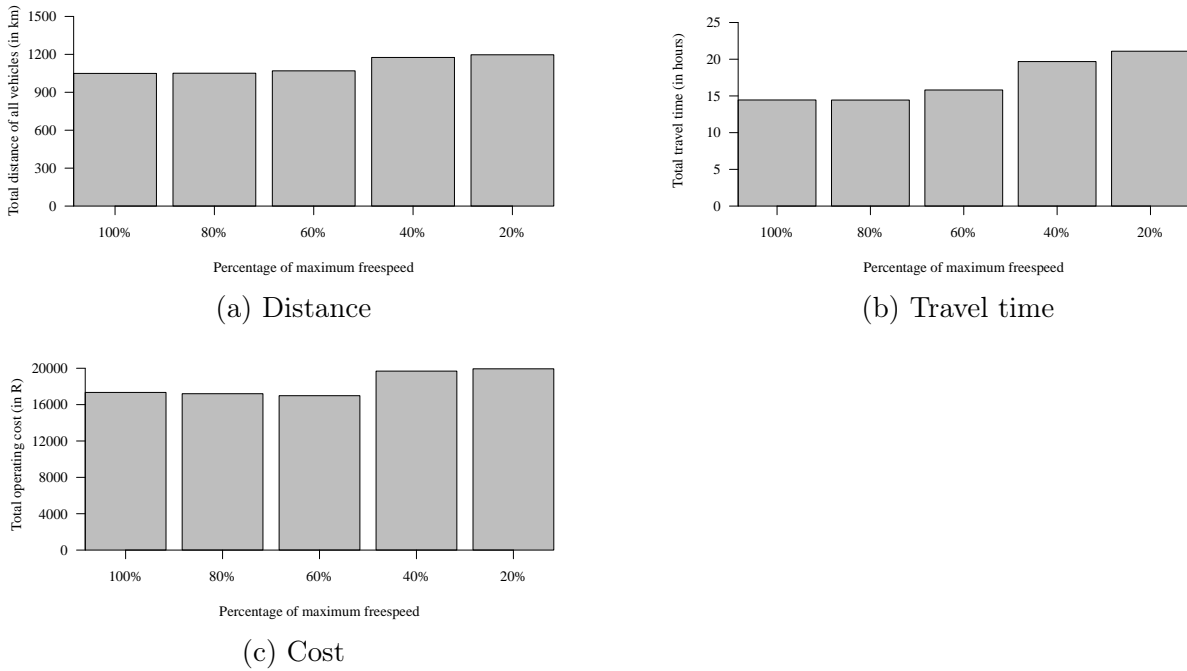 Total distance of all vehicles (in km)
1500
1200
900
600
300
0
100% 80% 60% 40% 20%
Percentage of maximum freespeed
(a) Distance
Total travel time (in hours)
25
20
15
10
5
0
100% 80% 60% 40% 20%
Percentage of maximum freespeed
(b) Travel time
Total operating cost (in R)
20000
16000
12000
8000
4000
0
100% 80% 60% 40% 20%
Percentage of maximum freespeed
(c) Cost